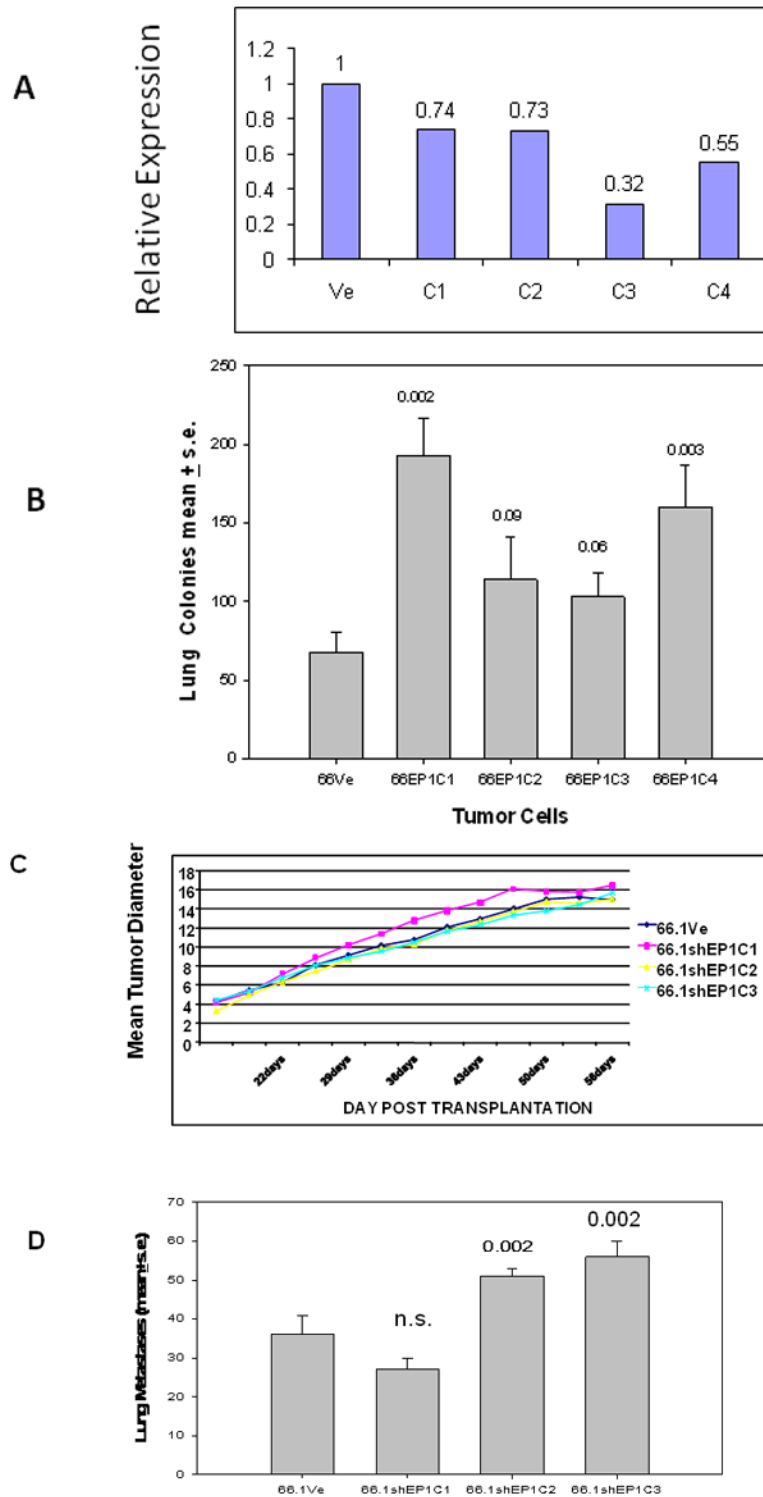 A
Relative Expression
1.2
1
0.8
0.6
0.4
0.2
0
1
0.74
0.73
0.32
0.55
Ve C1 C2 C3 C4
B
Lung Colonies mean ± s.e.
250
200
150
100
50
0
0.002
0.09
0.06
0.003
66Ve 66EP1C1 66EP1C2 66EP1C3 66EP1C4
Tumor Cells
C
Mean Tumor Diameter
18
16
14
12
10
8
6
4
2
0
22days 29days 36days 43days 50days 56days
DAY POST TRANSPLANTATION
66.1Ve
66.1shEP1C1
66.1shEP1C2
66.1shEP1C3
D
Lung Metastases (mean±s.e.)
70
60
50
40
30
20
10
0
n.s.
0.002
0.002
66.1Ve 66.1shEP1C1 66.1shEP1C2 66.1shEP1C3